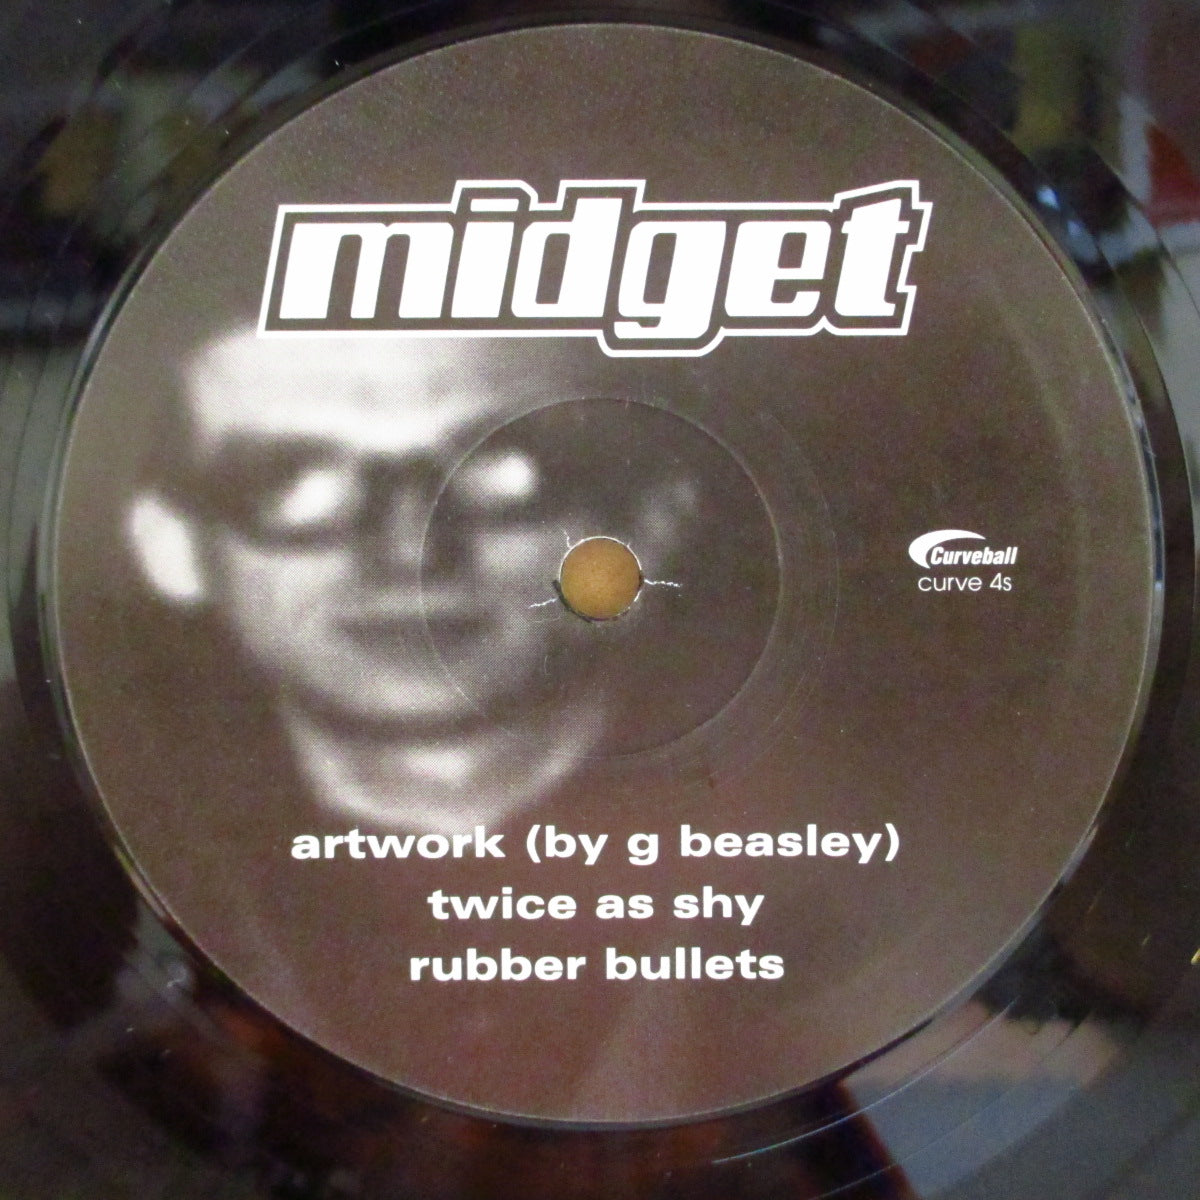 midget
Curveball
curve 4s
artwork (by g beasley)
twice as shy
rubber bullets